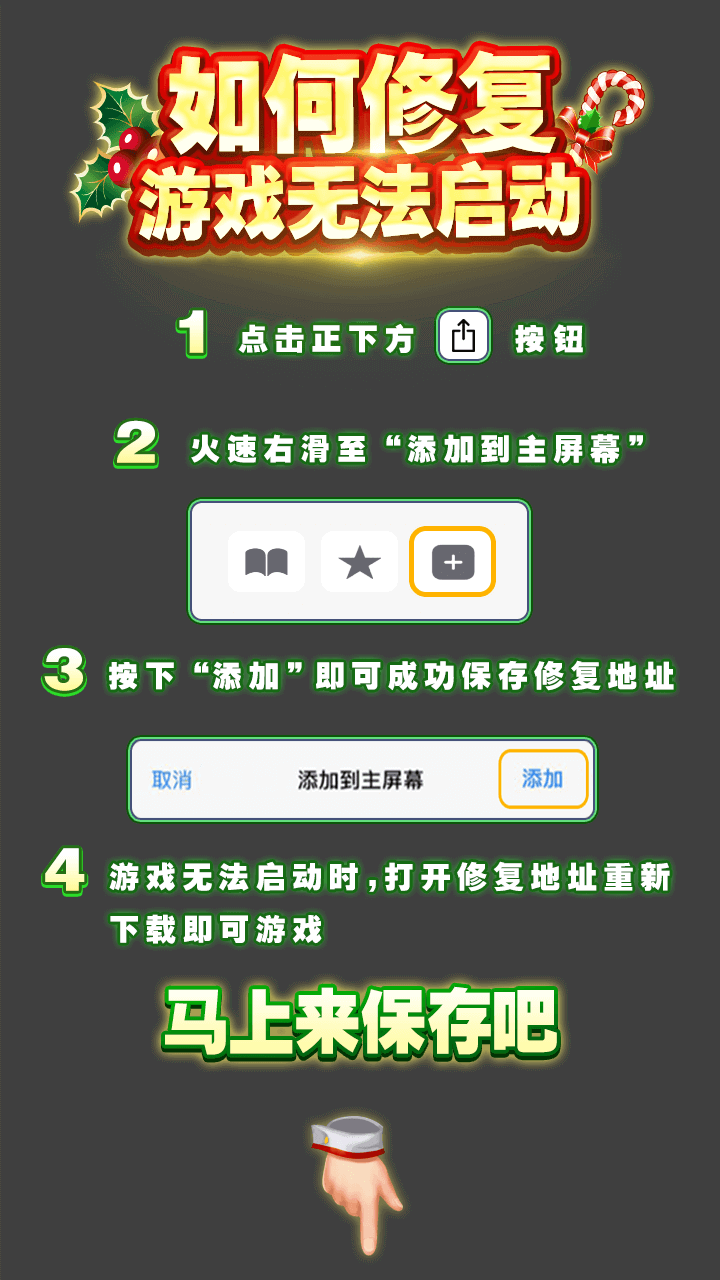 如何修复
游戏无法启动
1 点击正下方 按钮
2 火速右滑至“添加到主屏幕”
3 按下“添加”即可成功保存修复地址
取消 添加到主屏幕 添加
4 游戏无法启动时,打开修复地址重新
下载即可游戏
马上来保存吧